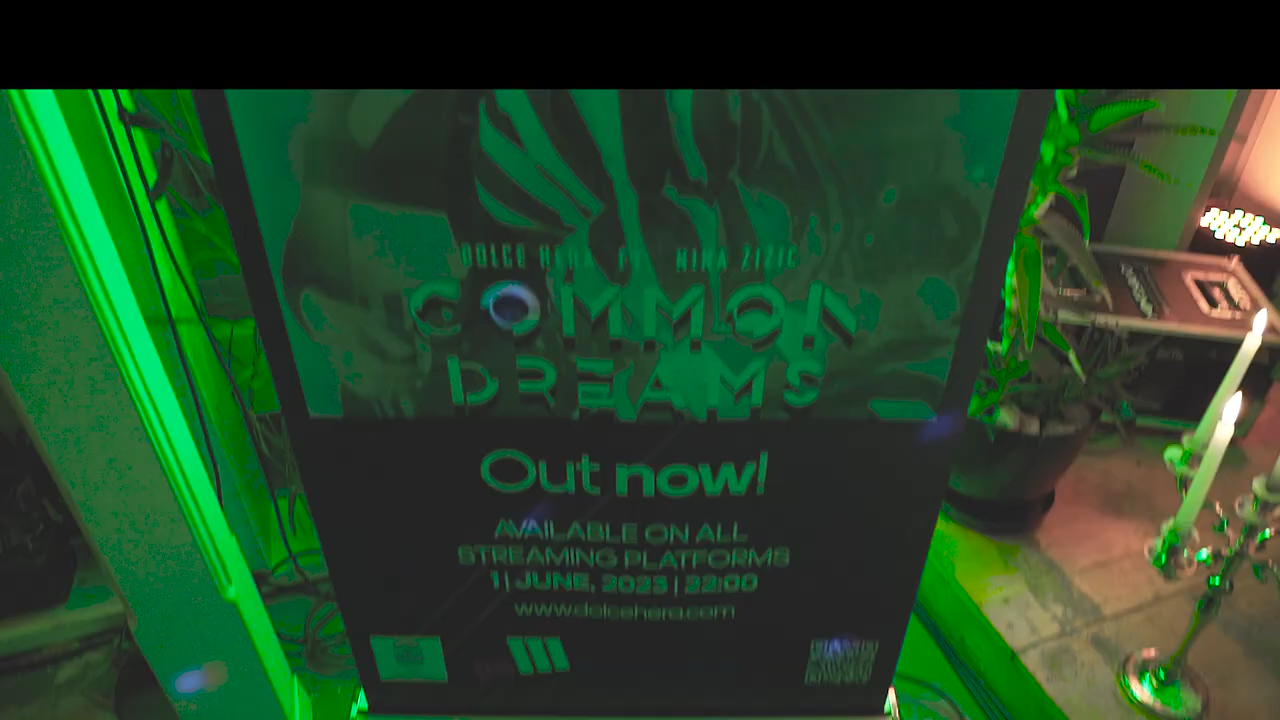 DOLCE HERA FT. NINA ZIZIC
COMMON
DREAMS
Out now!
AVAILABLE ON ALL
STREAMING PLATFORMS
1 | JUNE, 2025 | 22:00
www.dolcehera.com